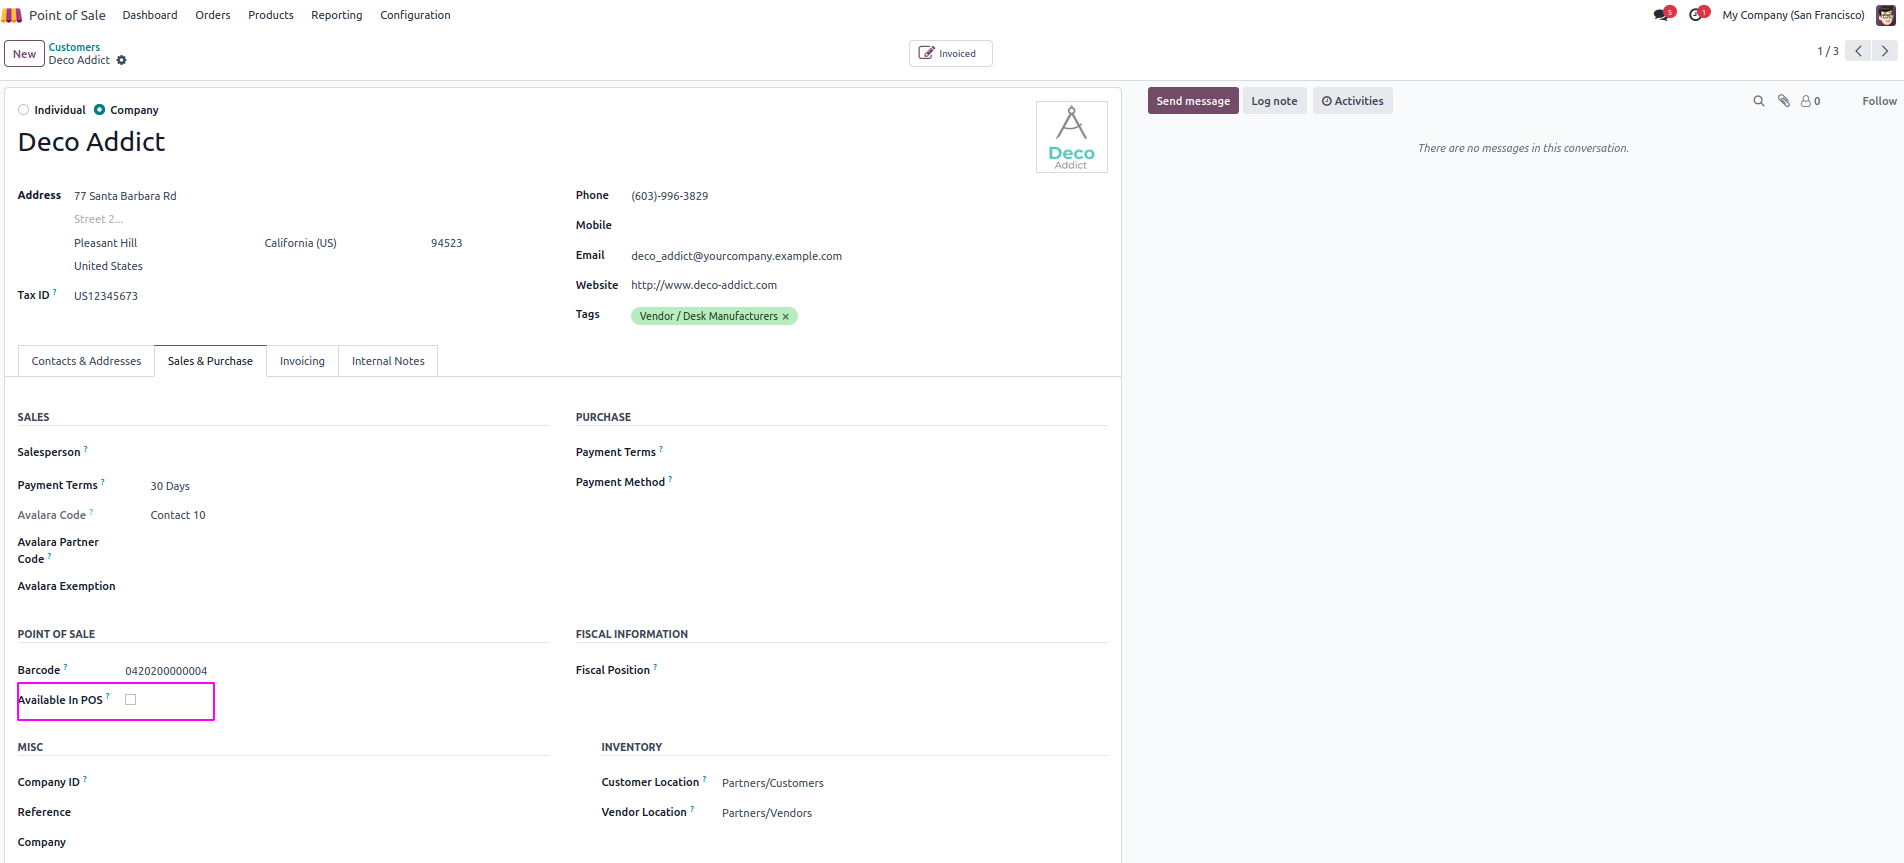 Point of Sale Dashboard Orders Products Reporting Configuration 5 1 My Company (San Francisco)
New Customers Invoiced 1 / 3
Deco Addict
Individual Company Send message Log note Activities 0 Follow
Deco Addict
Deco
Addict
There are no messages in this conversation.
Address 77 Santa Barbara Rd Phone (603)-996-3829
Street 2...
Mobile
Pleasant Hill California (US) 94523
Email deco_addict@yourcompany.example.com
United States
Website http://www.deco-addict.com
Tax ID ? US12345673
Tags Vendor / Desk Manufacturers ×
Contacts & Addresses Sales & Purchase Invoicing Internal Notes
SALES PURCHASE
Salesperson ? Payment Terms ?
Payment Terms ? 30 Days Payment Method ?
Avalara Code ? Contact 10
Avalara Partner
Code ?
Avalara Exemption
POINT OF SALE FISCAL INFORMATION
Barcode ? 0420200000004 Fiscal Position ?
Available In POS ?
MISC INVENTORY
Company ID ? Customer Location ? Partners/Customers
Reference Vendor Location ? Partners/Vendors
Company